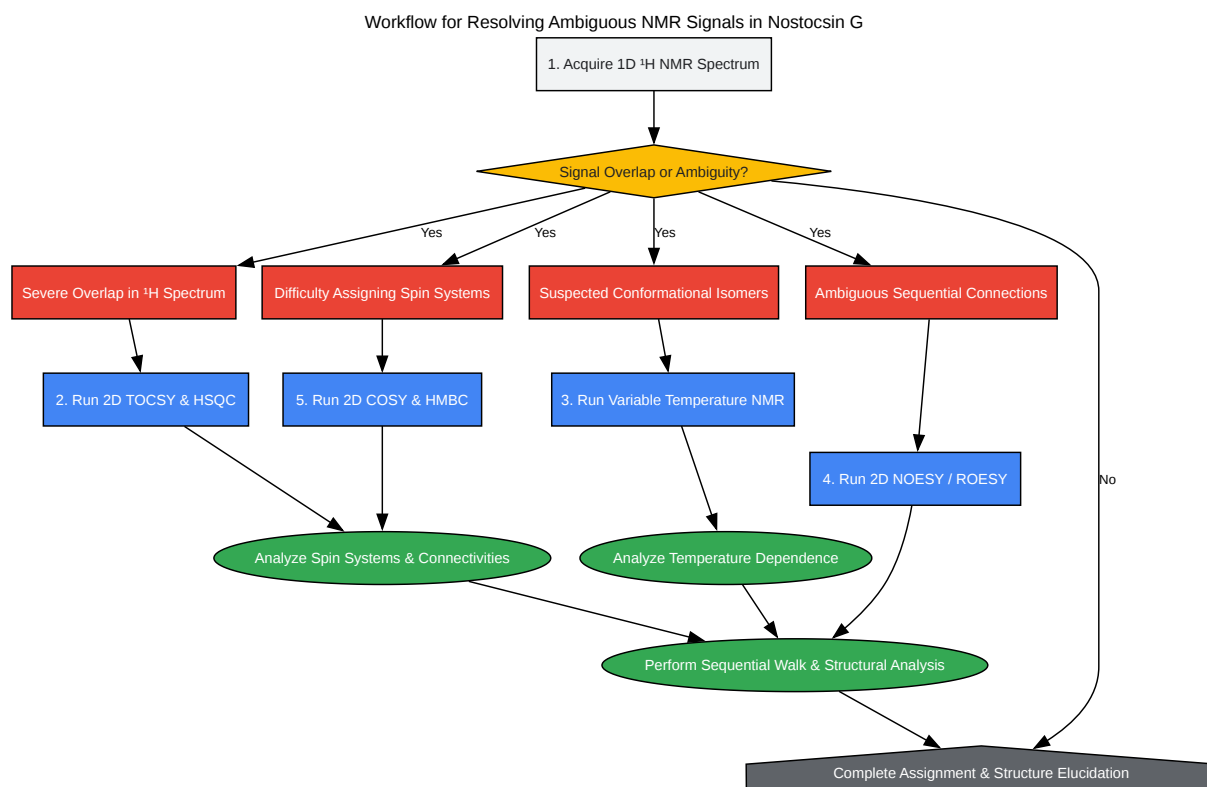 Workflow for Resolving Ambiguous NMR Signals in Nostocsin G
1. Acquire 1D ¹H NMR Spectrum
Signal Overlap or Ambiguity?
Yes
Yes
Yes
Yes
Severe Overlap in ¹H Spectrum
Difficulty Assigning Spin Systems
Suspected Conformational Isomers
Ambiguous Sequential Connections
2. Run 2D TOCSY & HSQC
5. Run 2D COSY & HMBC
3. Run Variable Temperature NMR
4. Run 2D NOESY / ROESY
No
Analyze Spin Systems & Connectivities
Analyze Temperature Dependence
Perform Sequential Walk & Structural Analysis
Complete Assignment & Structure Elucidation